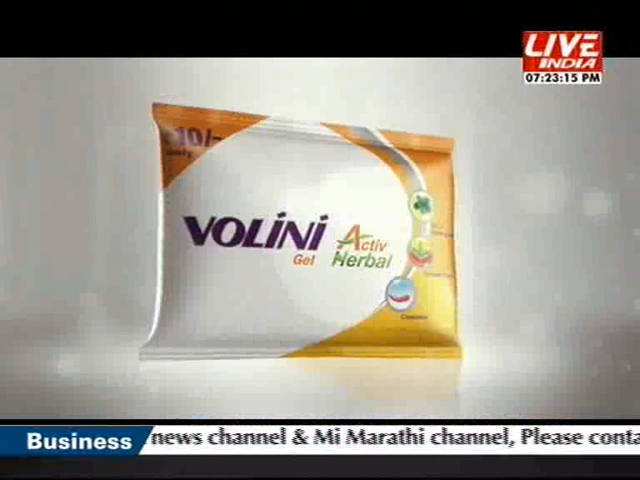 LIVE
INDIA
07:23:15 PM
10/-
only
VOLINI
Gel
Activ
Herbal
Business
news channel & Mi Marathi channel, Please conta